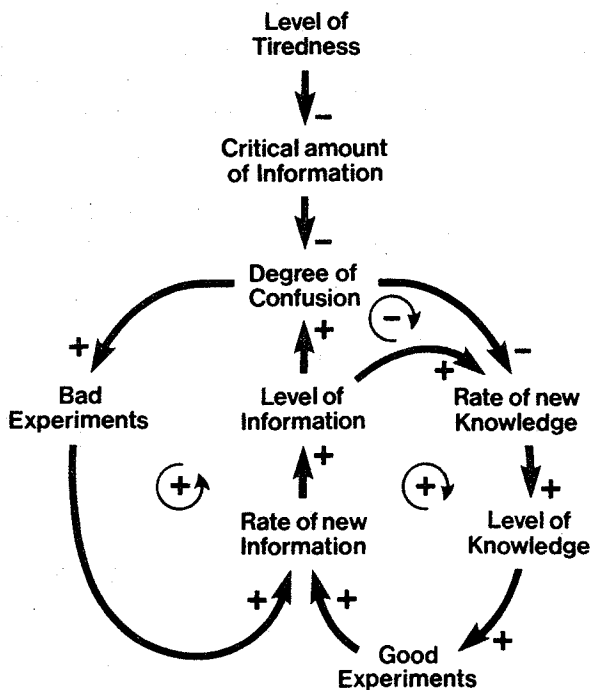 Level of
Tiredness
−
Critical amount
of Information
−
Degree of
Confusion
+
−
+
+
−
Bad
Experiments
Level of
Information
Rate of new
Knowledge
+
+
+
+
Rate of new
Information
Level of
Knowledge
+
+
+
Good
Experiments